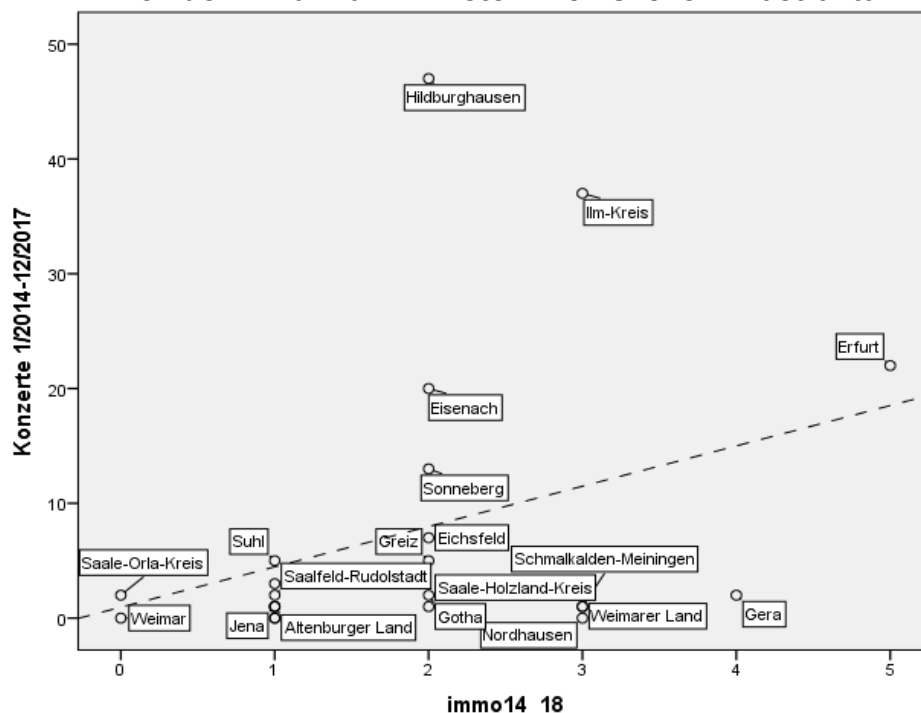 50
40
30
20
10
0
Konzerte 1/2014-12/2017
Hildburghausen
Ilm-Kreis
Erfurt
Eisenach
Sonneberg
Suhl
Greiz
Eichsfeld
Schmalkalden-Meiningen
Saale-Orla-Kreis
Saalfeld-Rudolstadt
Saale-Holzland-Kreis
Weimar
Jena
Altenburger Land
Gotha
Nordhausen
Weimarer Land
Gera
0 1 2 3 4 5
immo14_18